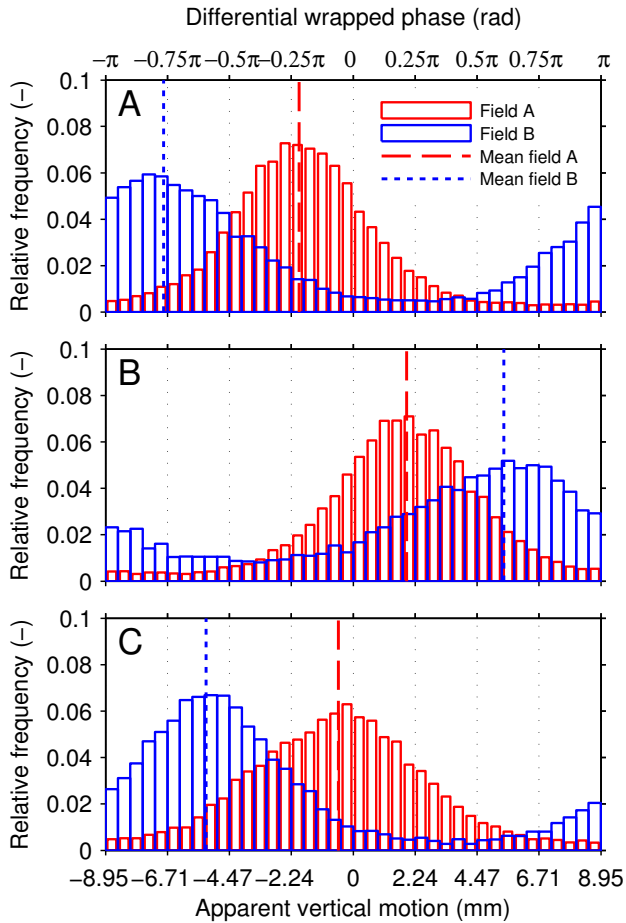 Differential wrapped phase (rad)
−π −0.75π −0.5π −0.25π 0 0.25π 0.5π 0.75π π
0.1
0.08
0.06
0.04
0.02
0
Relative frequency (−)
A
Field A
Field B
Mean field A
Mean field B
0.1
0.08
0.06
0.04
0.02
0
Relative frequency (−)
B
0.1
0.08
0.06
0.04
0.02
0
Relative frequency (−)
C
−8.95 −6.71 −4.47 −2.24 0 2.24 4.47 6.71 8.95
Apparent vertical motion (mm)